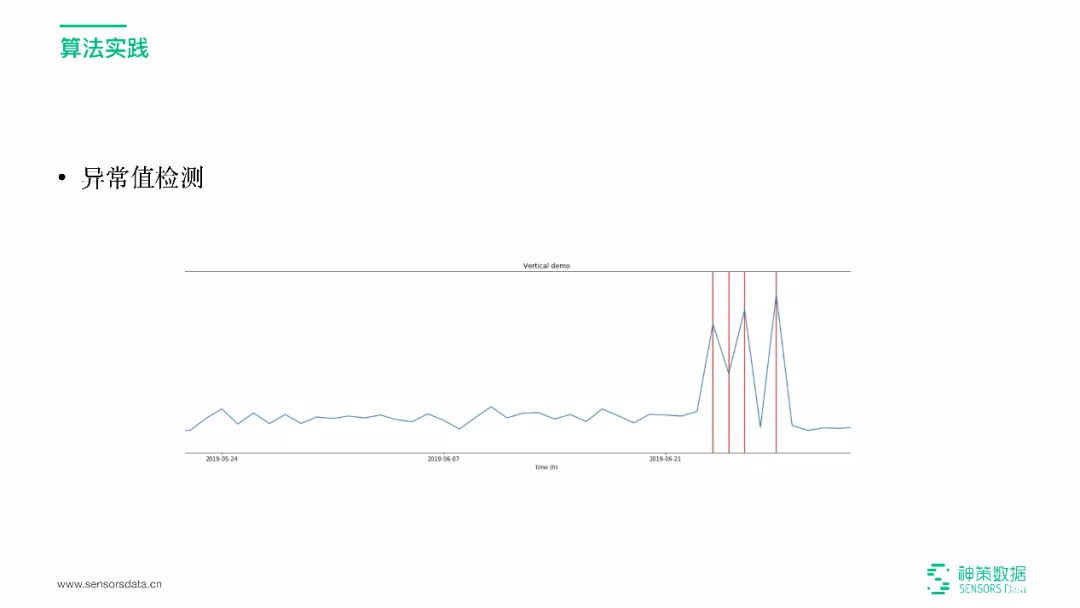 算法实践
• 异常值检测
Vertical demo
2019-05-24
2019-06-07
2019-06-21
time (h)
www.sensorsdata.cn
神策数据
SENSORS Data